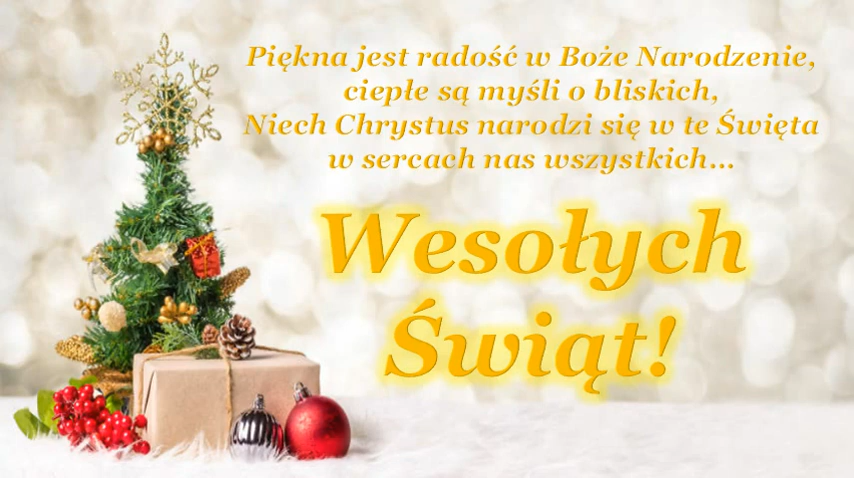 Piękna jest radość w Boże Narodzenie,
ciepłe są myśli o bliskich,
Niech Chrystus narodzi się w te Święta
w sercach nas wszystkich...
Wesołych
Świąt!